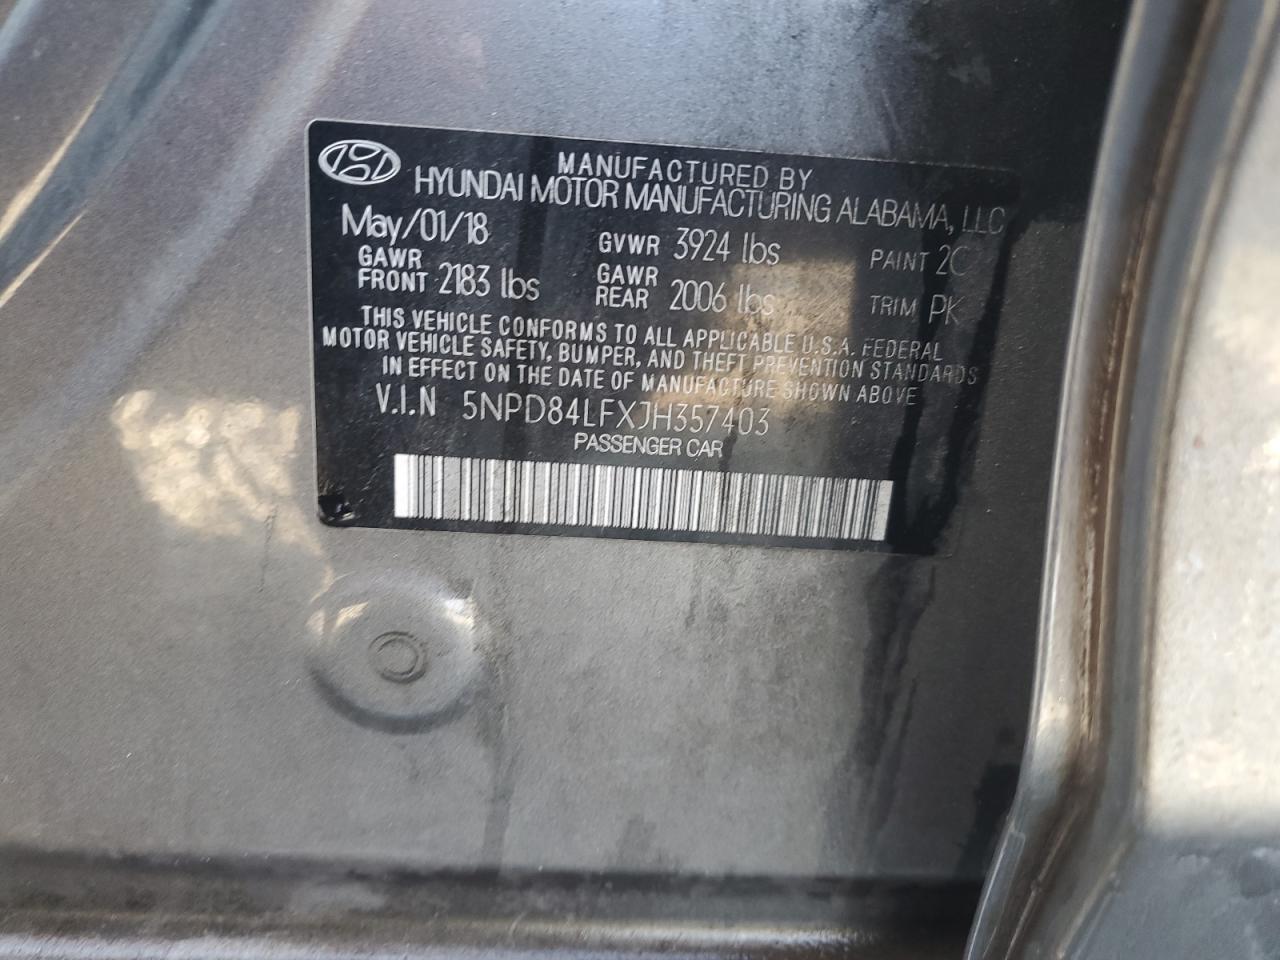 MANUFACTURED BY
HYUNDAI MOTOR MANUFACTURING ALABAMA, LLC
May/01/18 GVWR 3924 lbs PAINT 2C
GAWR FRONT 2183 lbs GAWR REAR 2006 lbs TRIM PK
THIS VEHICLE CONFORMS TO ALL APPLICABLE U.S.A. FEDERAL
MOTOR VEHICLE SAFETY, BUMPER, AND THEFT PREVENTION STANDARDS
IN EFFECT ON THE DATE OF MANUFACTURE SHOWN ABOVE
V.I.N 5NPD84LFXJH357403
PASSENGER CAR